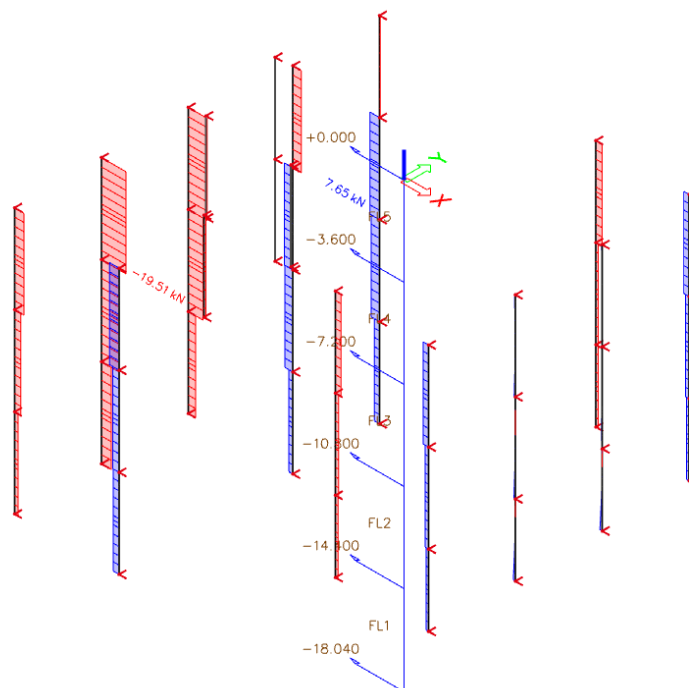 +0.000
Y
X
7.65 kN
FL5
-3.600
-19.51 kN
FL4
-7.200
FL3
-10.800
FL2
-14.400
FL1
-18.040